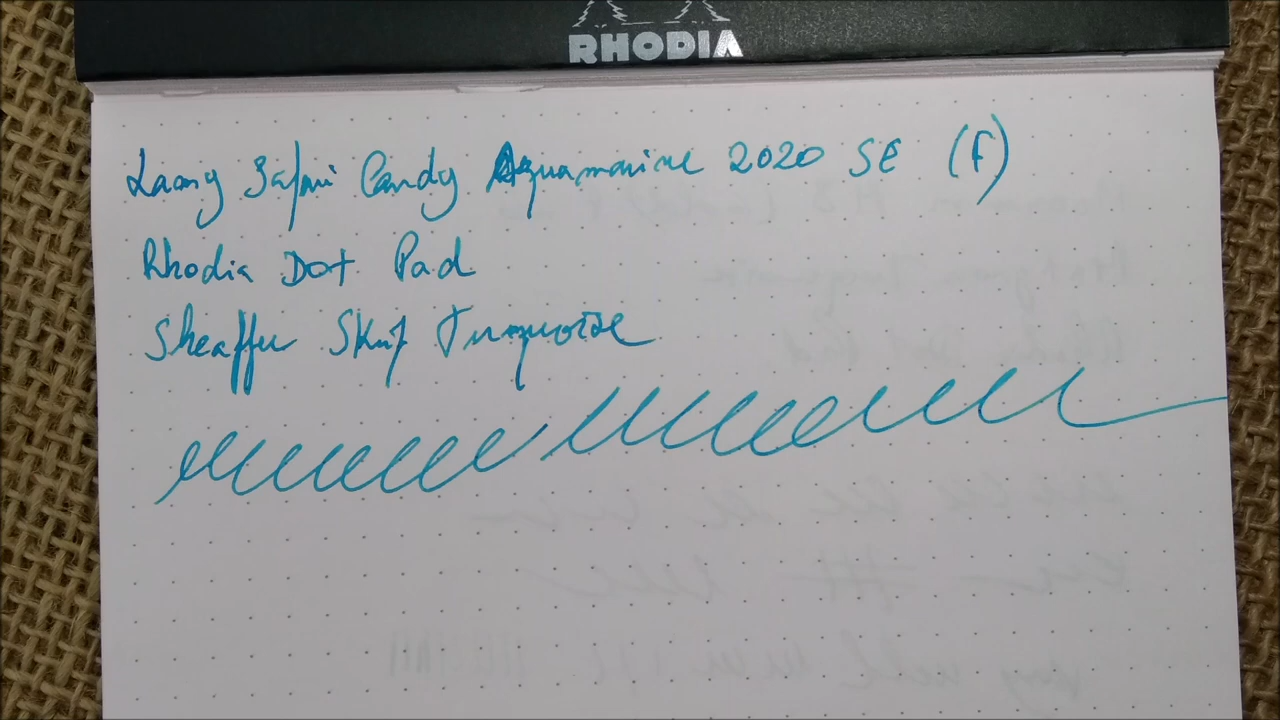 RHODIA
Lamy Safari Candy Aquamarine 2020 SE (F)
Rhodia Dot Pad
Sheaffer Skrip Turquoise